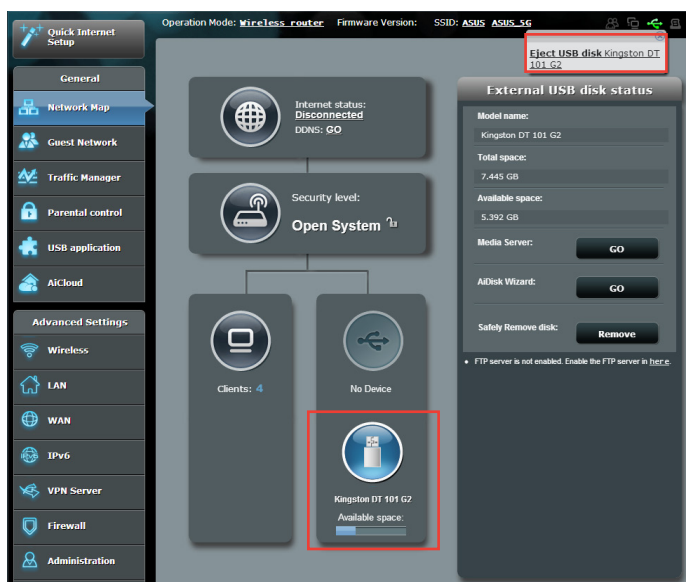 Quick Internet
Setup
Operation Mode: Wireless router Firmware Version: SSID: ASUS ASUS_5G
Eject USB disk Kingston DT
101 G2
General
Network Map
Guest Network
Traffic Manager
Parental control
USB application
AiCloud
Advanced Settings
Wireless
LAN
WAN
IPv6
VPN Server
Firewall
Administration
Internet status:
Disconnected
DDNS: GO
Security level:
Open System
Clients: 4
No Device
Kingston DT 101 G2
Available space:
External USB disk status
Model name:
Kingston DT 101 G2
Total space:
7.445 GB
Available space:
5.392 GB
Media Server: GO
AiDisk Wizard: GO
Safely Remove disk: Remove
• FTP server is not enabled. Enable the FTP server in here.